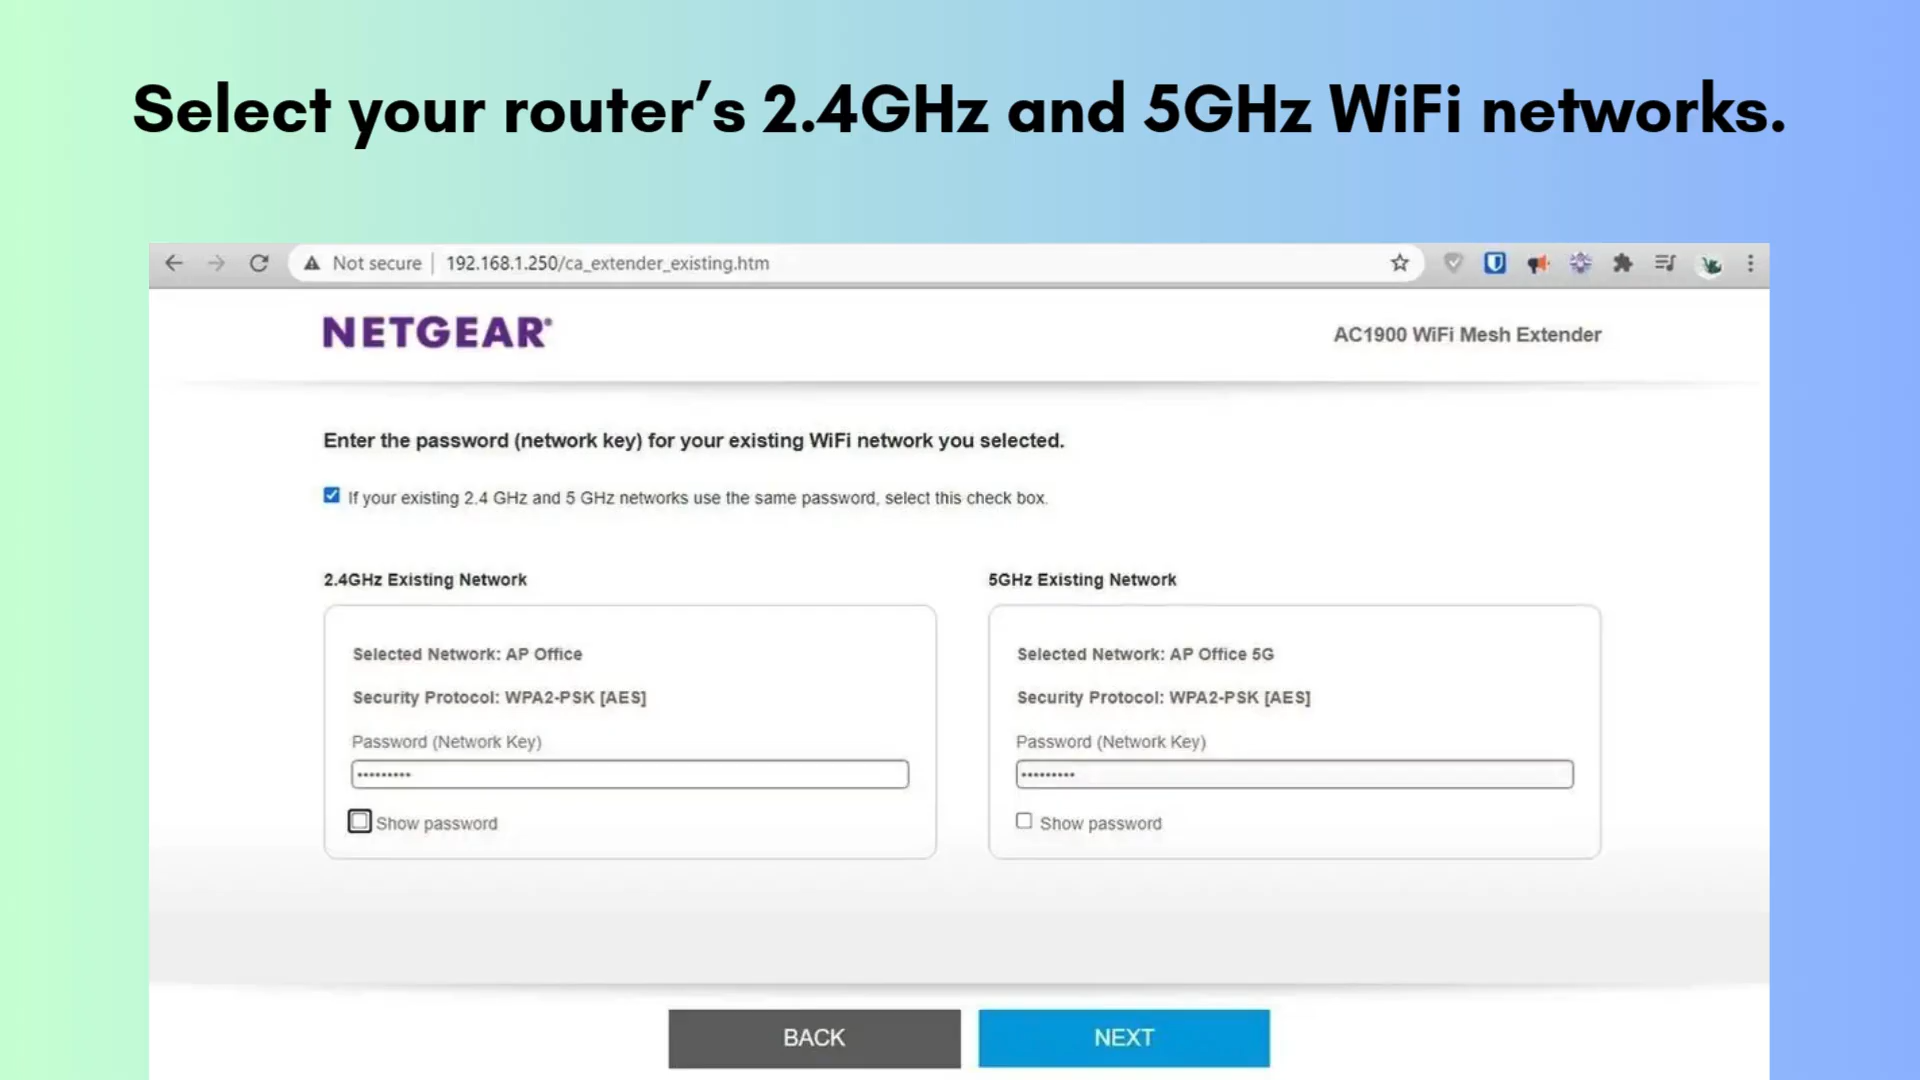 Select your router’s 2.4GHz and 5GHz WiFi networks.
Not secure | 192.168.1.250/ca_extender_existing.htm
NETGEAR®
AC1900 WiFi Mesh Extender
Enter the password (network key) for your existing WiFi network you selected.
If your existing 2.4 GHz and 5 GHz networks use the same password, select this check box.
2.4GHz Existing Network
Selected Network: AP Office
Security Protocol: WPA2-PSK [AES]
Password (Network Key)
•••••••••
Show password
5GHz Existing Network
Selected Network: AP Office 5G
Security Protocol: WPA2-PSK [AES]
Password (Network Key)
•••••••••
Show password
BACK
NEXT